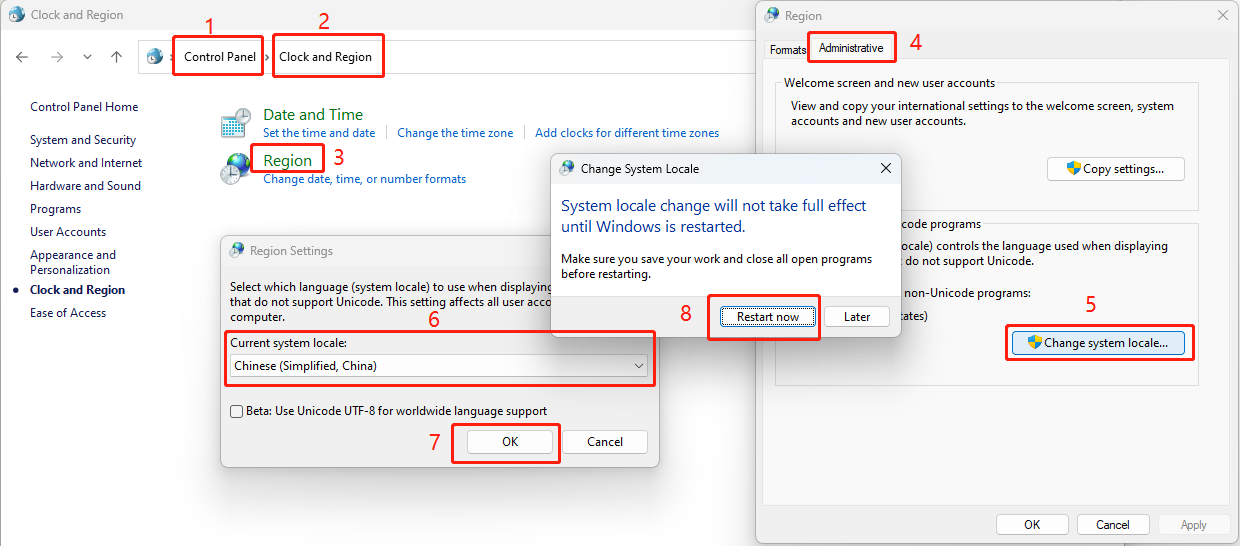 Clock and Region
1
2
Control Panel
Clock and Region
Control Panel Home
System and Security
Network and Internet
Hardware and Sound
Programs
User Accounts
Appearance and
Personalization
Clock and Region
Ease of Access
Date and Time
Set the time and date
Change the time zone
Add clocks for different time zones
Region
3
Change date, time, or number formats
Region Settings
Select which language (system locale) to use when displaying
that do not support Unicode. This setting affects all user acco
computer.
6
Current system locale:
Chinese (Simplified, China)
Beta: Use Unicode UTF-8 for worldwide language support
7
OK
Cancel
Change System Locale
System locale change will not take full effect
until Windows is restarted.
Make sure you save your work and close all open programs
before restarting.
8
Restart now
Later
Region
Formats
Administrative
4
Welcome screen and new user accounts
View and copy your international settings to the welcome screen, system
accounts and new user accounts.
Copy settings...
code programs
ocale) controls the language used when displaying
t do not support Unicode.
non-Unicode programs:
tates)
5
Change system locale...
OK
Cancel
Apply